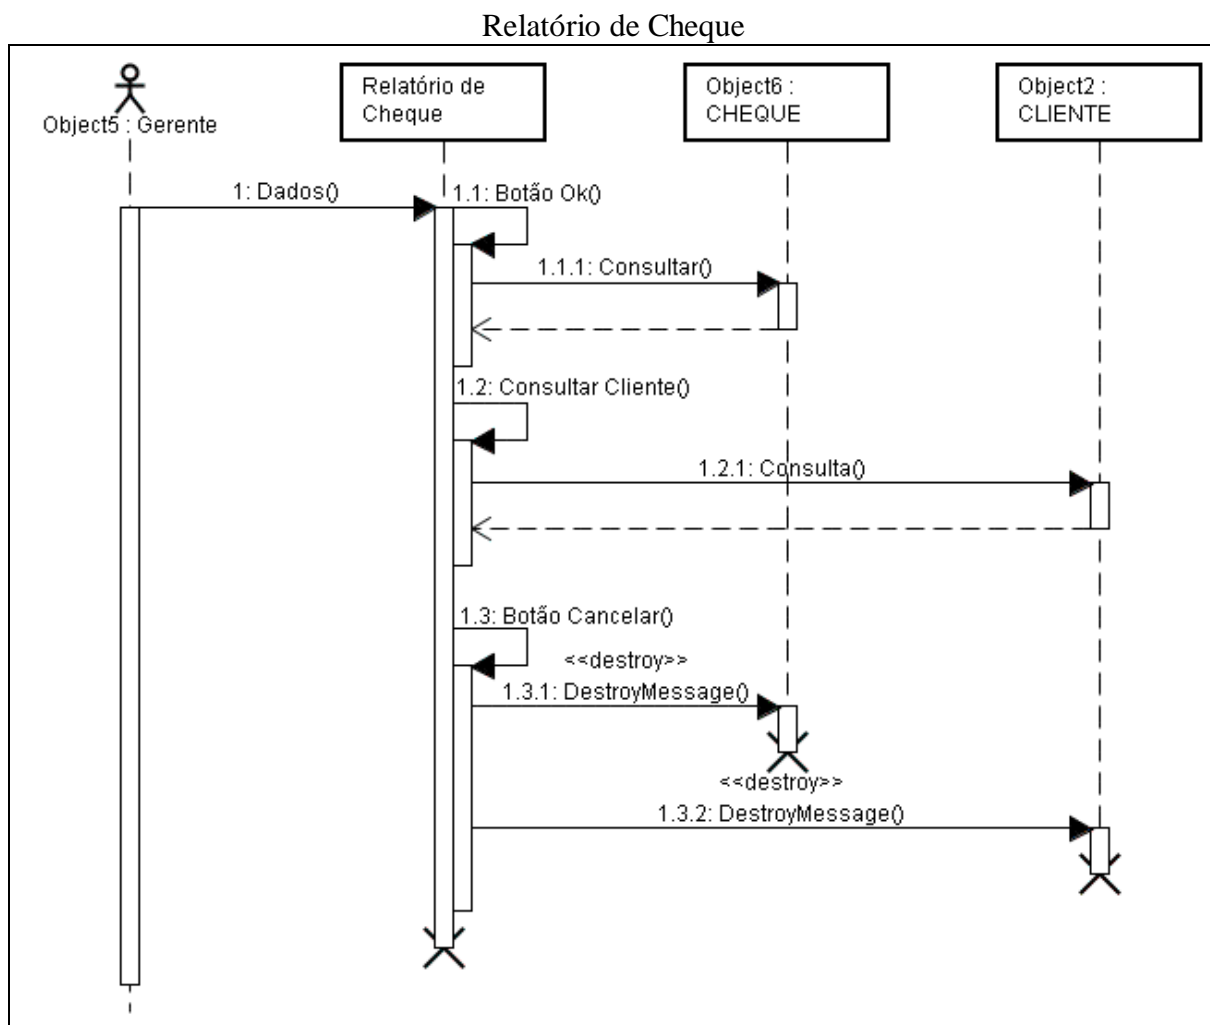 Relatório de Cheque
Object5 : Gerente
Relatório de
Cheque
Object6 :
CHEQUE
Object2 :
CLIENTE
1: Dados()
1.1: Botão Ok()
1.1.1: Consultar()
1.2: Consultar Cliente()
1.2.1: Consulta()
1.3: Botão Cancelar()
<<destroy>>
1.3.1: DestroyMessage()
<<destroy>>
1.3.2: DestroyMessage()